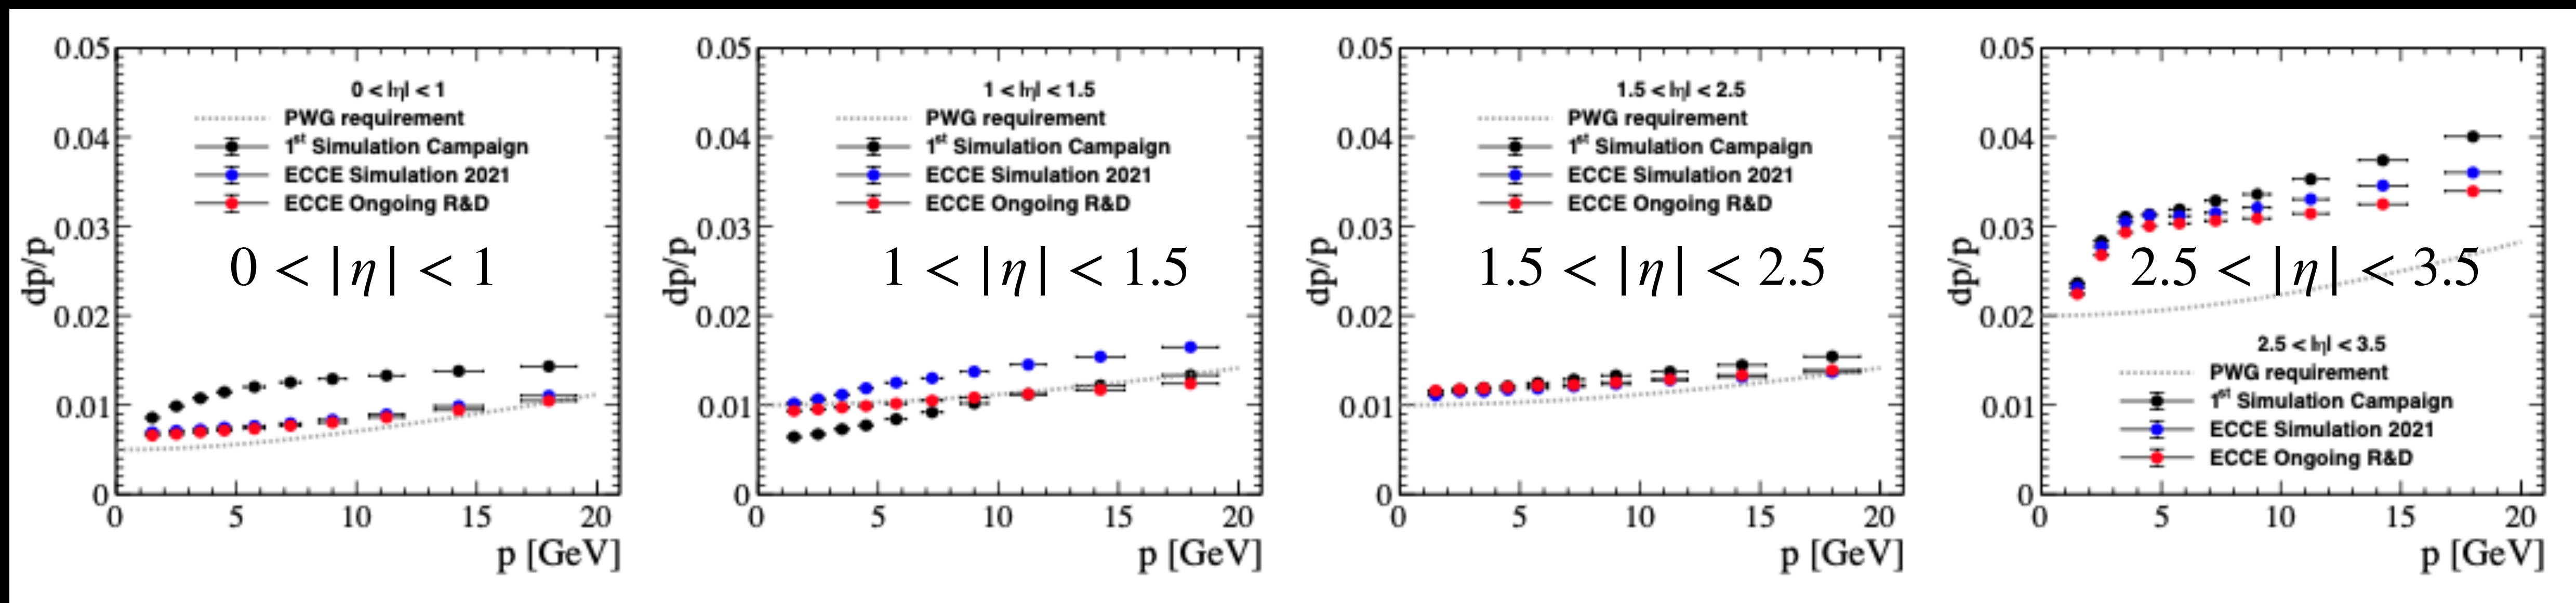 0.05
0.04
0.03
0.02
0.01
0
dp/p
0 < |η| < 1
PWG requirement
1st Simulation Campaign
ECCE Simulation 2021
ECCE Ongoing R&D
0 < |η| < 1
0 5 10 15 20
p [GeV]
0.05
0.04
0.03
0.02
0.01
0
dp/p
1 < |η| < 1.5
PWG requirement
1st Simulation Campaign
ECCE Simulation 2021
ECCE Ongoing R&D
1 < |η| < 1.5
0 5 10 15 20
p [GeV]
0.05
0.04
0.03
0.02
0.01
0
dp/p
1.5 < |η| < 2.5
PWG requirement
1st Simulation Campaign
ECCE Simulation 2021
ECCE Ongoing R&D
1.5 < |η| < 2.5
0 5 10 15 20
p [GeV]
0.05
0.04
0.03
0.02
0.01
0
dp/p
2.5 < |η| < 3.5
2.5 < |η| < 3.5
PWG requirement
1st Simulation Campaign
ECCE Simulation 2021
ECCE Ongoing R&D
0 5 10 15 20
p [GeV]